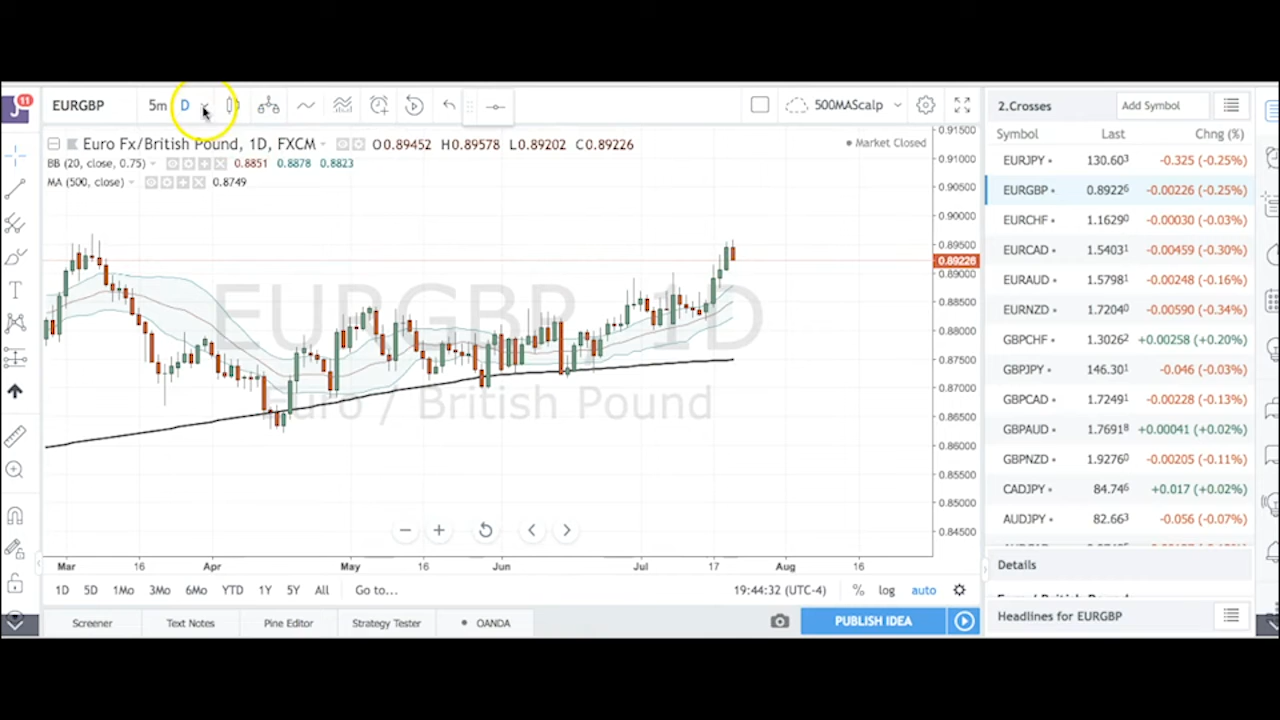 11
EURGBP 5m D 500MAScalp
Euro Fx/British Pound, 1D, FXCM O0.89452 H0.89578 L0.89202 C0.89226
Market Closed
BB (20, close, 0.75) 0.8851 0.8878 0.8823
MA (500, close) 0.8749
EURGBP, 1D
Euro / British Pound
0.91500
0.91000
0.90500
0.90000
0.89500
0.89226
0.89000
0.88500
0.88000
0.87500
0.87000
0.86500
0.86000
0.85500
0.85000
0.84500
Mar 16 Apr May 16 Jun Jul 17 Aug 16
1D 5D 1Mo 3Mo 6Mo YTD 1Y 5Y All Go to... 19:44:32 (UTC-4) % log auto
Screener Text Notes Pine Editor Strategy Tester OANDA PUBLISH IDEA
2.Crosses Add Symbol
Symbol Last Chng (%)
EURJPY 130.603 -0.325 (-0.25%)
EURGBP 0.89226 -0.00226 (-0.25%)
EURCHF 1.16290 -0.00030 (-0.03%)
EURCAD 1.54031 -0.00459 (-0.30%)
EURAUD 1.57981 -0.00248 (-0.16%)
EURNZD 1.72040 -0.00590 (-0.34%)
GBPCHF 1.30262 +0.00258 (+0.20%)
GBPJPY 146.301 -0.046 (-0.03%)
GBPCAD 1.72491 -0.00228 (-0.13%)
GBPAUD 1.76918 +0.00041 (+0.02%)
GBPNZD 1.92760 -0.00205 (-0.11%)
CADJPY 84.746 +0.017 (+0.02%)
AUDJPY 82.663 -0.056 (-0.07%)
Details
Headlines for EURGBP